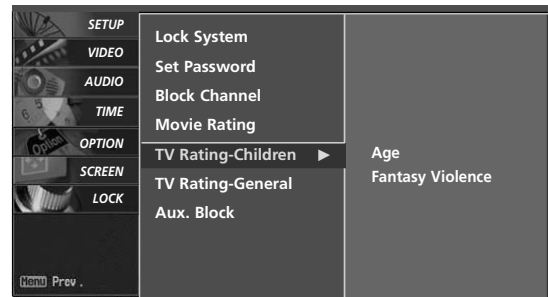 SETUP
VIDEO
AUDIO
TIME
OPTION
SCREEN
LOCK
Menu Prev.
Lock System
Set Password
Block Channel
Movie Rating
TV Rating-Children ▶
TV Rating-General
Aux. Block
Age
Fantasy Violence